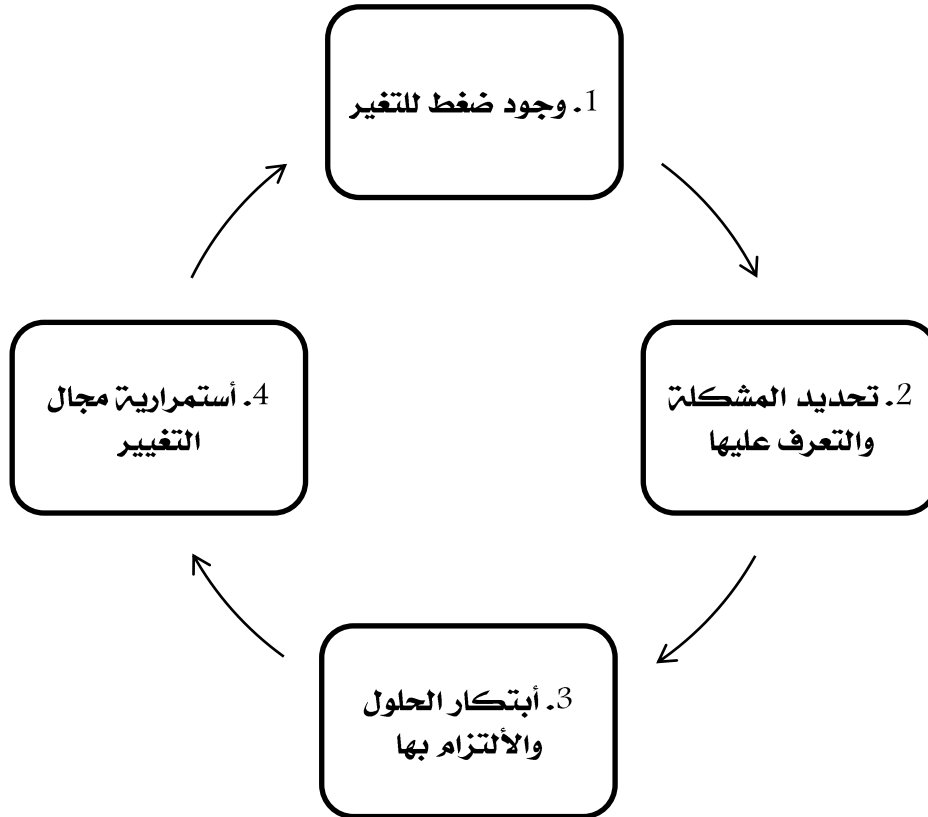 1. وجود ضغط للتغير
2. تحديد المشكلة
والتعرف عليها
3. أبتكار الحلول
والألتزام بها
4. أستمرارية مجال
التغيير